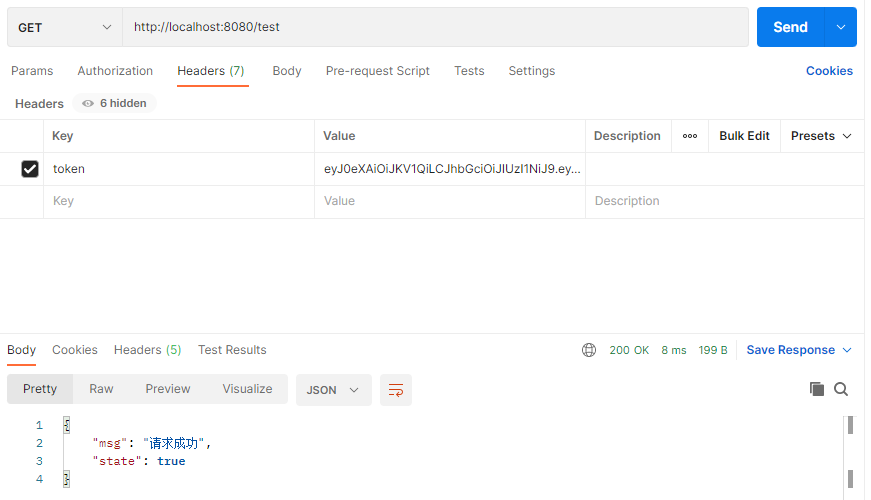 GET http://localhost:8080/test Send
Params Authorization Headers (7) Body Pre-request Script Tests Settings Cookies
Headers 6 hidden
Key Value Description ooo Bulk Edit Presets
token eyJ0eXAiOiJKV1QiLCJhbGciOiJIUzI1NiJ9.ey...
Key Value Description
Body Cookies Headers (5) Test Results 200 OK 8 ms 199 B Save Response
Pretty Raw Preview Visualize JSON
1 {
2 "msg": "请求成功",
3 "state": true
4 }